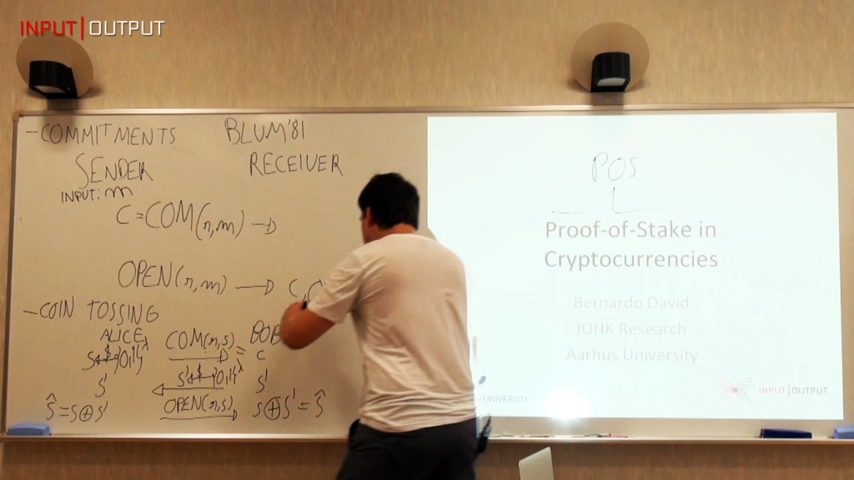 INPUT|OUTPUT
-COMMITMENTS BLUM'81
SENDER RECEIVER
INPUT: m
C=COM(r,m) →
OPEN(r,m) → C,
-COIN TOSSING
ALICE COM(r,s) = BOB
C
S'
S'
Ŝ=S⊕S'
OPEN(r,s)
S⊕S'=Ŝ
POS
Proof-of-Stake in
Cryptocurrencies
Bernardo David
IOHK Research
Aarhus University
UNIVERSITY
INPUT|OUTPUT